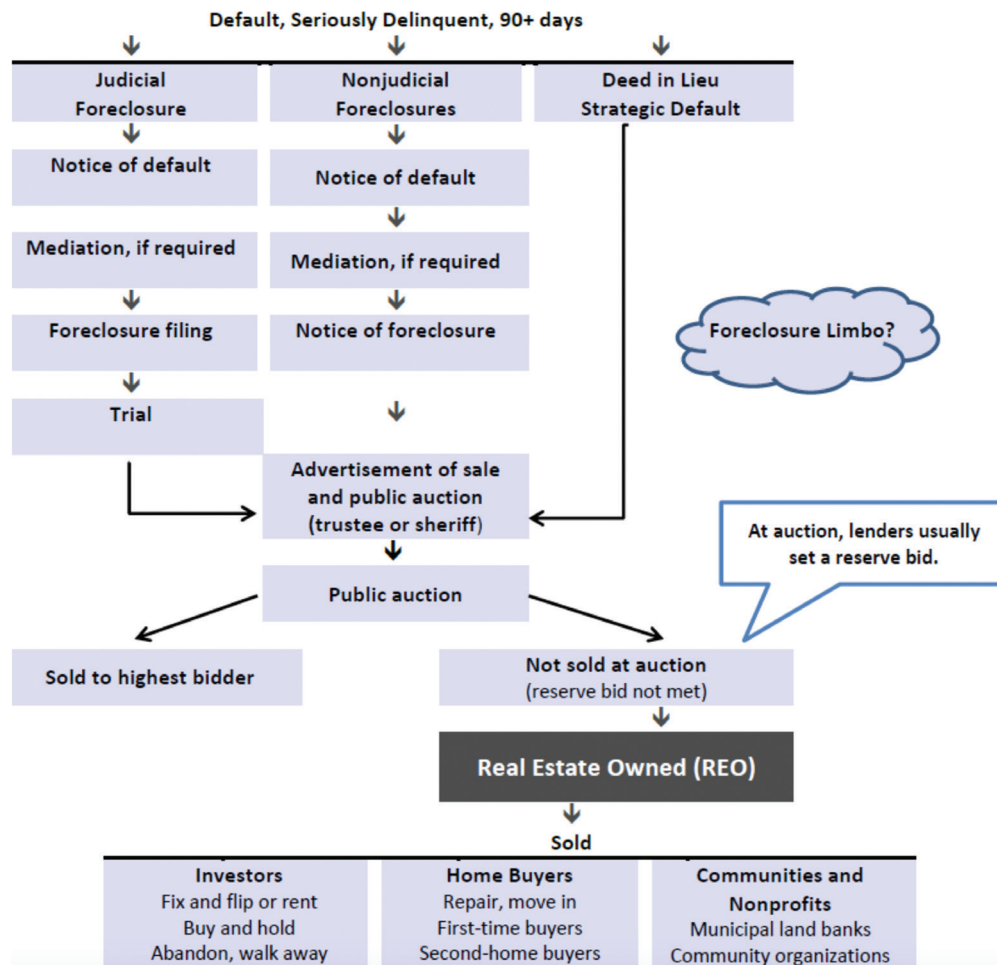 Default, Seriously Delinquent, 90+ days
Judicial
Foreclosure
Nonjudicial
Foreclosures
Deed in Lieu
Strategic Default
Notice of default
Notice of default
Mediation, if required
Mediation, if required
Foreclosure filing
Notice of foreclosure
Foreclosure Limbo?
Trial
Advertisement of sale
and public auction
(trustee or sheriff)
At auction, lenders usually
set a reserve bid.
Public auction
Sold to highest bidder
Not sold at auction
(reserve bid not met)
Real Estate Owned (REO)
Sold
Investors
Fix and flip or rent
Buy and hold
Abandon, walk away
Home Buyers
Repair, move in
First-time buyers
Second-home buyers
Communities and
Nonprofits
Municipal land banks
Community organizations